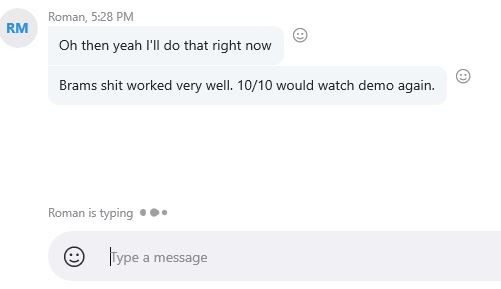 RM
Roman, 5:28 PM
Oh then yeah I'll do that right now
Brams shit worked very well. 10/10 would watch demo again.
Roman is typing
Type a message